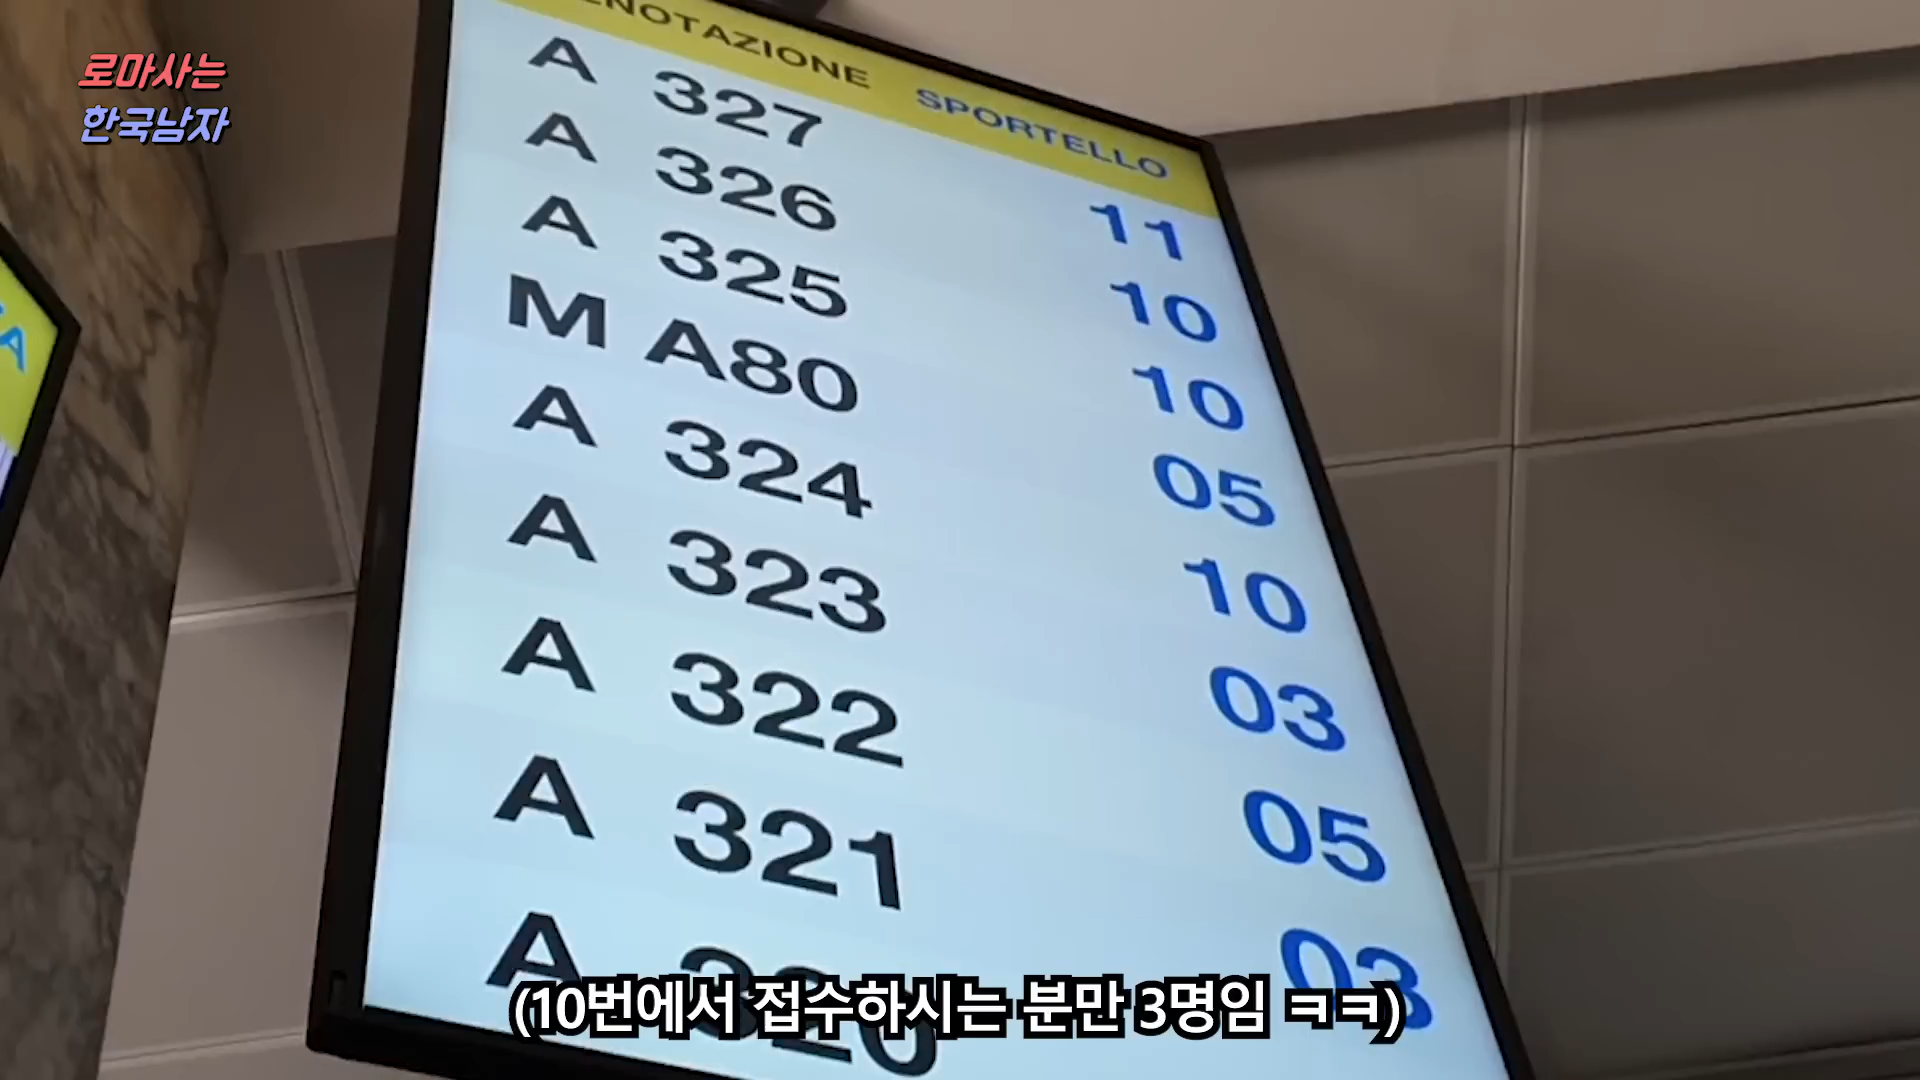 로마사는
한국남자
ENOTAZIONE SPORTELLO
A 327 11
A 326 10
A 325 10
M A80 05
A 324 10
A 323 03
A 322 05
A 321 03
A 320
(10번에서 접수하시는 분만 3명임 ㅋㅋ)